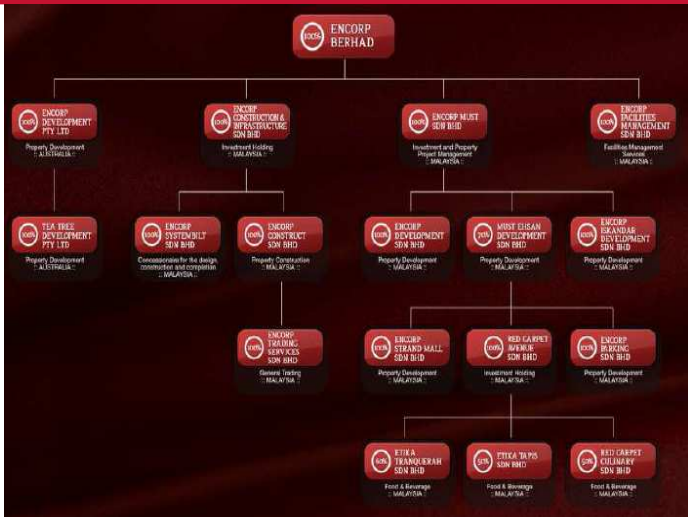 100% ENCORP
BERHAD
100% ENCORP
DEVELOPMENT
PTY LTD
Property Development
:: AUSTRALIA ::
100% ENCORP
CONSTRUCTION &
INFRASTRUCTURE
SDN BHD
Investment Holding
:: MALAYSIA ::
100% ENCORP MUST
SDN BHD
Investment and Property
Project Management
:: MALAYSIA ::
100% ENCORP
FACILITIES
MANAGEMENT
SDN BHD
Facilities Management
Services
:: MALAYSIA ::
100% TEA TREE
DEVELOPMENT
PTY LTD
Property Development
:: AUSTRALIA ::
100% ENCORP
SYSTEMBILT
SDN BHD
Concessionaire for the design,
construction and completion
:: MALAYSIA ::
100% ENCORP
CONSTRUCT
SDN BHD
Property Construction
:: MALAYSIA ::
100% ENCORP
DEVELOPMENT
SDN BHD
Property Development
:: MALAYSIA ::
70% MUST EHSAN
DEVELOPMENT
SDN BHD
Property Development
:: MALAYSIA ::
100% ENCORP
ISKANDAR
DEVELOPMENT
SDN BHD
Property Development
:: MALAYSIA ::
100% ENCORP
TRADING
SERVICES
SDN BHD
General Trading
:: MALAYSIA ::
100% ENCORP
STRAND MALL
SDN BHD
Property Development
:: MALAYSIA ::
100% RED CARPET
AVENUE
SDN BHD
Investment Holding
:: MALAYSIA ::
100% ENCORP
PARKING
SDN BHD
Property Development
:: MALAYSIA ::
60% ETIKA
TRANQUERAH
SDN BHD
Food & Beverage
:: MALAYSIA ::
50% ETIKA TAPIS
SDN BHD
Food & Beverage
:: MALAYSIA ::
50% RED CARPET
CULINARY
SDN BHD
Food & Beverage
:: MALAYSIA ::